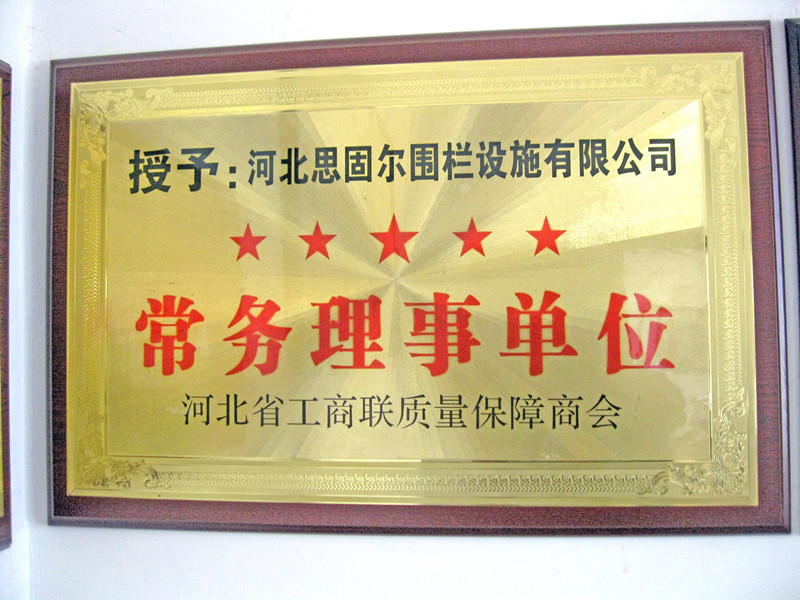 授予:河北思固尔围栏设施有限公司
常务理事单位
河北省工商联质量保障商会